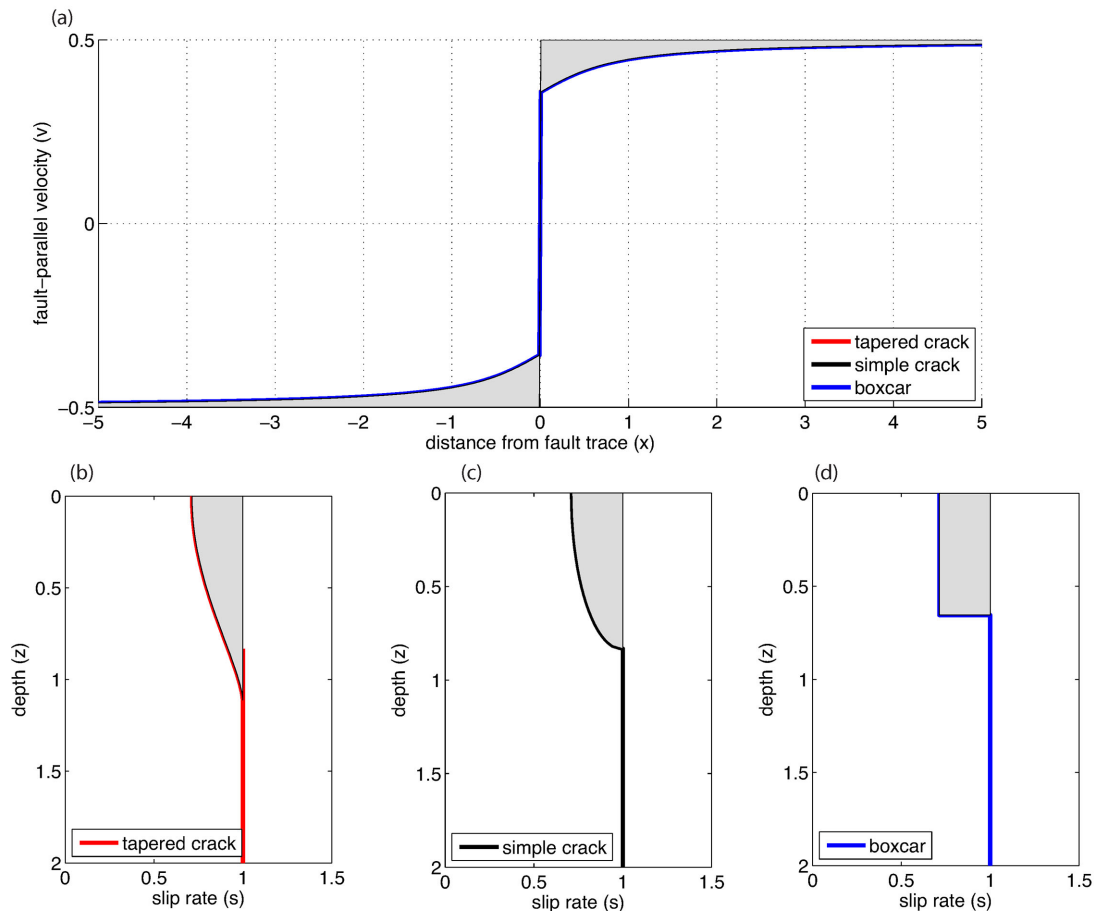 (a)
0.5
0
−0.5
fault−parallel velocity (v)
−5 −4 −3 −2 −1 0 1 2 3 4 5
distance from fault trace (x)
tapered crack
simple crack
boxcar
(b)
0
0.5
1
1.5
2
depth (z)
tapered crack
0 0.5 1 1.5
slip rate (s)
(c)
0
0.5
1
1.5
2
depth (z)
simple crack
0 0.5 1 1.5
slip rate (s)
(d)
0
0.5
1
1.5
2
depth (z)
boxcar
0 0.5 1 1.5
slip rate (s)